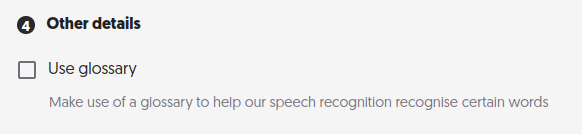 4 Other details
Use glossary
Make use of a glossary to help our speech recognition recognise certain words